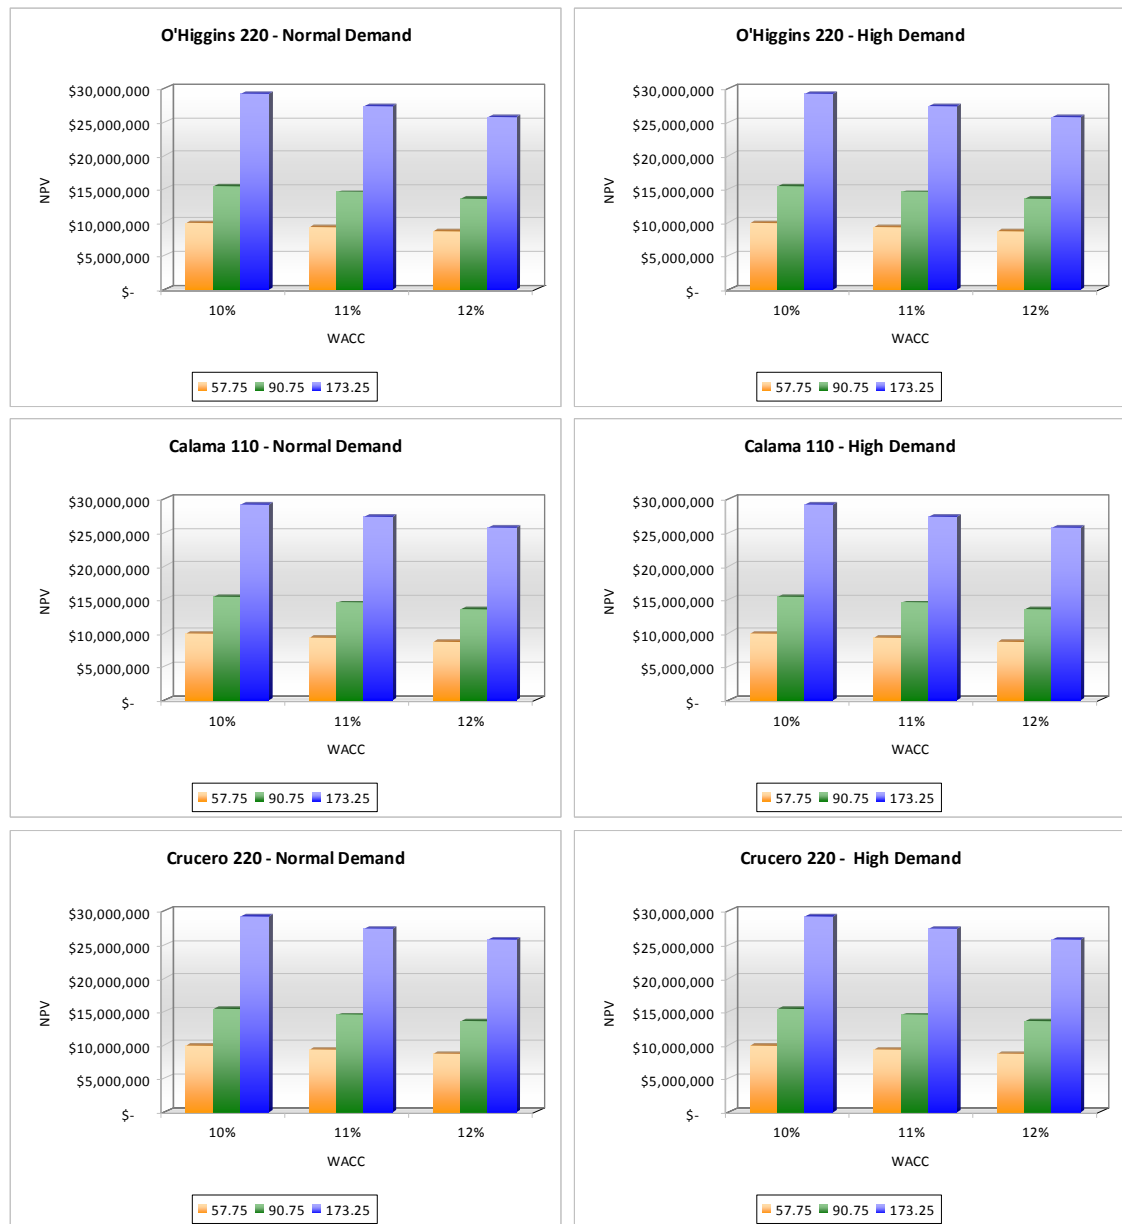 O'Higgins 220 - Normal Demand
$30,000,000
$25,000,000
$20,000,000
$15,000,000
$10,000,000
$5,000,000
$-
NPV
10% 11% 12%
WACC
57.75 90.75 173.25
O'Higgins 220 - High Demand
$30,000,000
$25,000,000
$20,000,000
$15,000,000
$10,000,000
$5,000,000
$-
NPV
10% 11% 12%
WACC
57.75 90.75 173.25
Calama 110 - Normal Demand
$30,000,000
$25,000,000
$20,000,000
$15,000,000
$10,000,000
$5,000,000
$-
NPV
10% 11% 12%
WACC
57.75 90.75 173.25
Calama 110 - High Demand
$30,000,000
$25,000,000
$20,000,000
$15,000,000
$10,000,000
$5,000,000
$-
NPV
10% 11% 12%
WACC
57.75 90.75 173.25
Crucero 220 - Normal Demand
$30,000,000
$25,000,000
$20,000,000
$15,000,000
$10,000,000
$5,000,000
$-
NPV
10% 11% 12%
WACC
57.75 90.75 173.25
Crucero 220 - High Demand
$30,000,000
$25,000,000
$20,000,000
$15,000,000
$10,000,000
$5,000,000
$-
NPV
10% 11% 12%
WACC
57.75 90.75 173.25